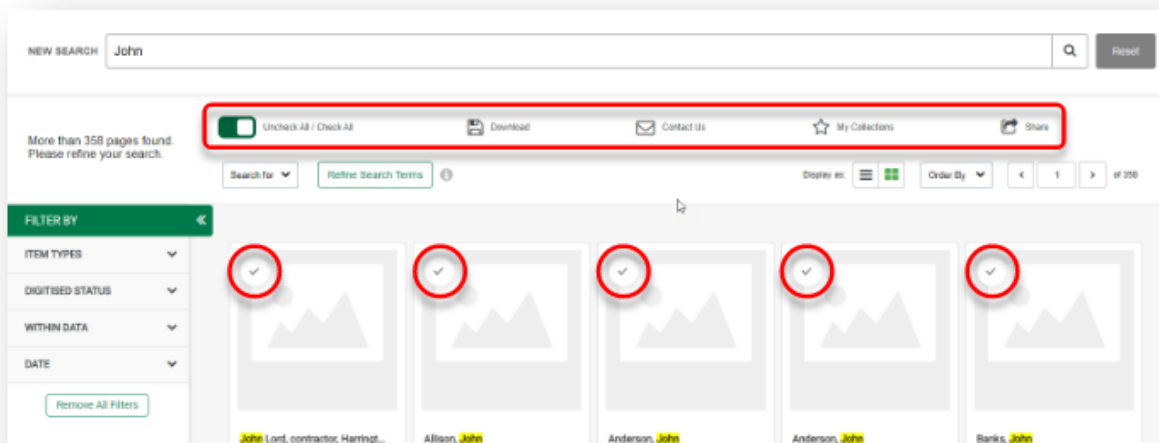 NEW SEARCH John Reset
Uncheck All / Check All Download Contact Us My Collections Share
More than 358 pages found.
Please refine your search.
Search for Refine Search Terms Display as: Order By 1 of 358
FILTER BY
ITEM TYPES
DIGITISED STATUS
WITHIN DATA
DATE
Remove All Filters
John Lord, contractor, Harringt... Allison, John Anderson, John Anderson, John Banks, John